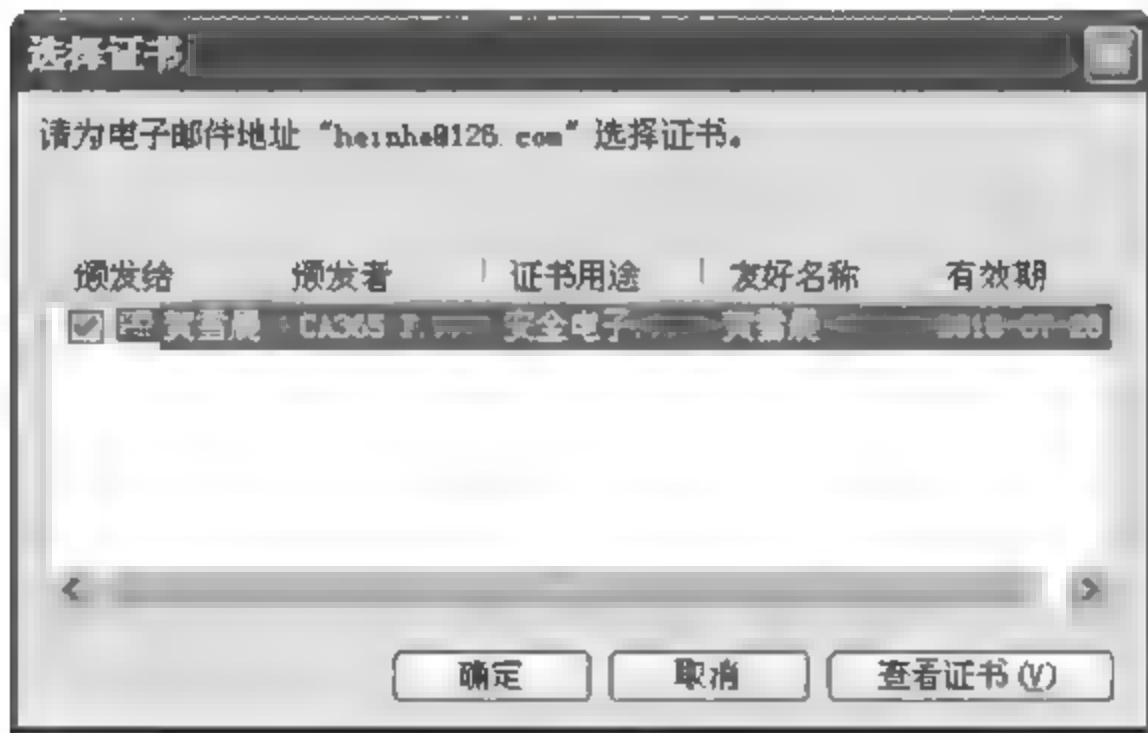 选择证书
请为电子邮件地址 "heinhe@126.com" 选择证书。
颁发给 颁发者 证书用途 友好名称 有效期
CA365 安全电子
确定 取消 查看证书(V)